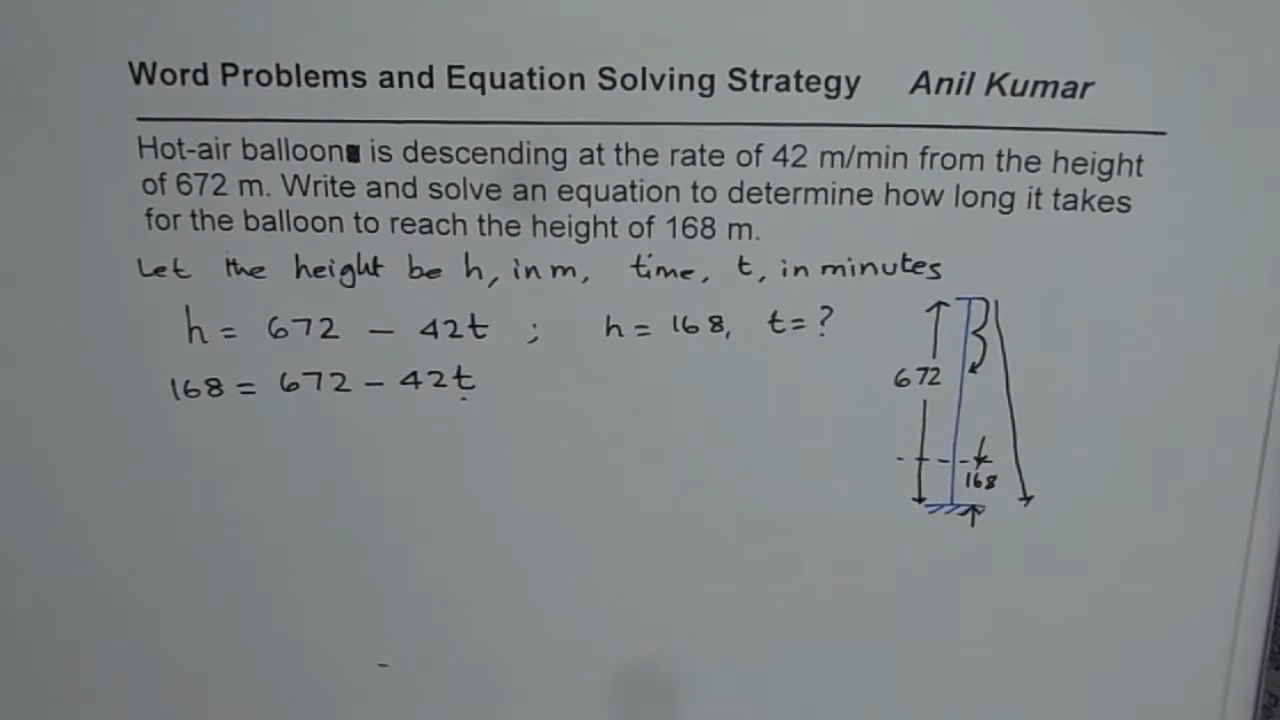 Word Problems and Equation Solving Strategy Anil Kumar
Hot-air balloon is descending at the rate of 42 m/min from the height
of 672 m. Write and solve an equation to determine how long it takes
for the balloon to reach the height of 168 m.
Let the height be h, in m, time, t, in minutes
h = 672 - 42t ; h = 168, t = ?
168 = 672 - 42t
B
672
168